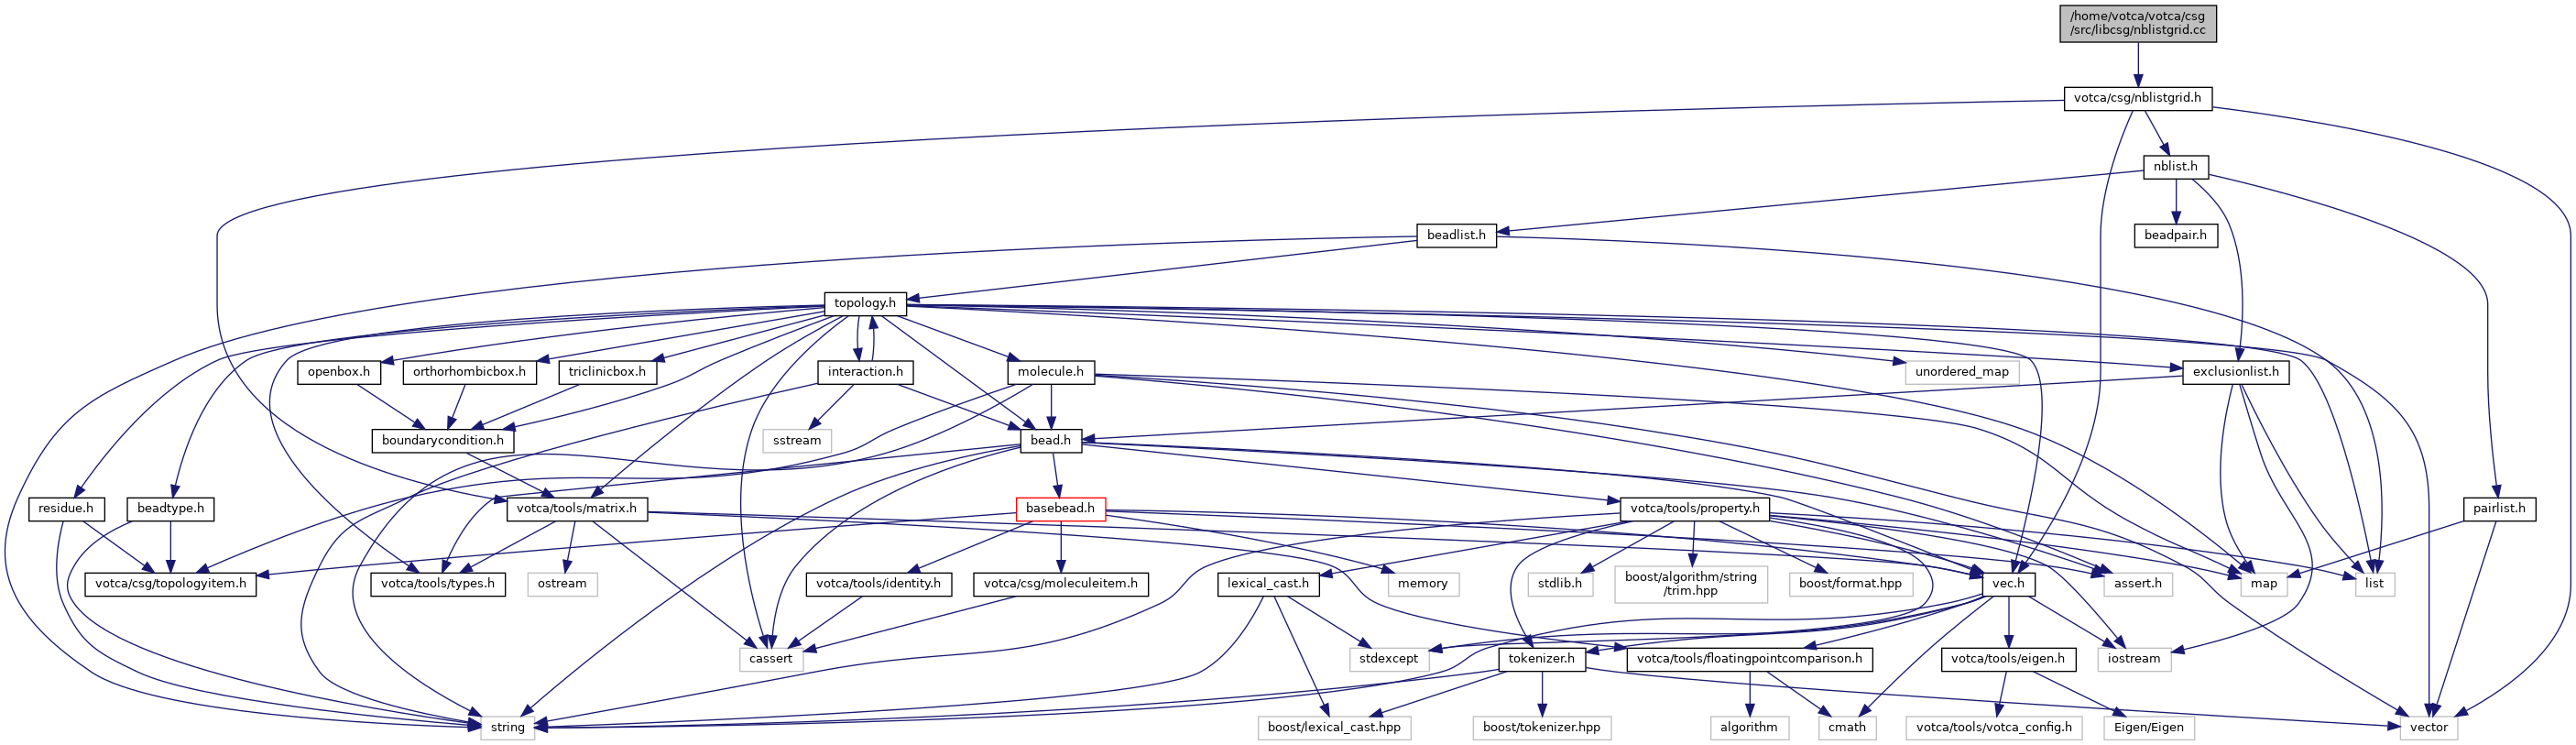 /home/votca/votca/csg
/src/libcsg/nblistgrid.cc
votca/csg/nblistgrid.h
nblist.h
beadlist.h
beadpair.h
topology.h
openbox.h
orthorhombicbox.h
triclinicbox.h
interaction.h
molecule.h
unordered_map
exclusionlist.h
boundarycondition.h
sstream
bead.h
residue.h
beadtype.h
votca/tools/matrix.h
basebead.h
votca/tools/property.h
pairlist.h
votca/csg/topologyitem.h
votca/tools/types.h
ostream
votca/tools/identity.h
votca/csg/moleculeitem.h
lexical_cast.h
memory
stdlib.h
boost/algorithm/string
/trim.hpp
boost/format.hpp
vec.h
assert.h
map
list
cassert
stdexcept
tokenizer.h
votca/tools/floatingpointcomparison.h
votca/tools/eigen.h
iostream
string
boost/lexical_cast.hpp
boost/tokenizer.hpp
algorithm
cmath
votca/tools/votca_config.h
Eigen/Eigen
vector